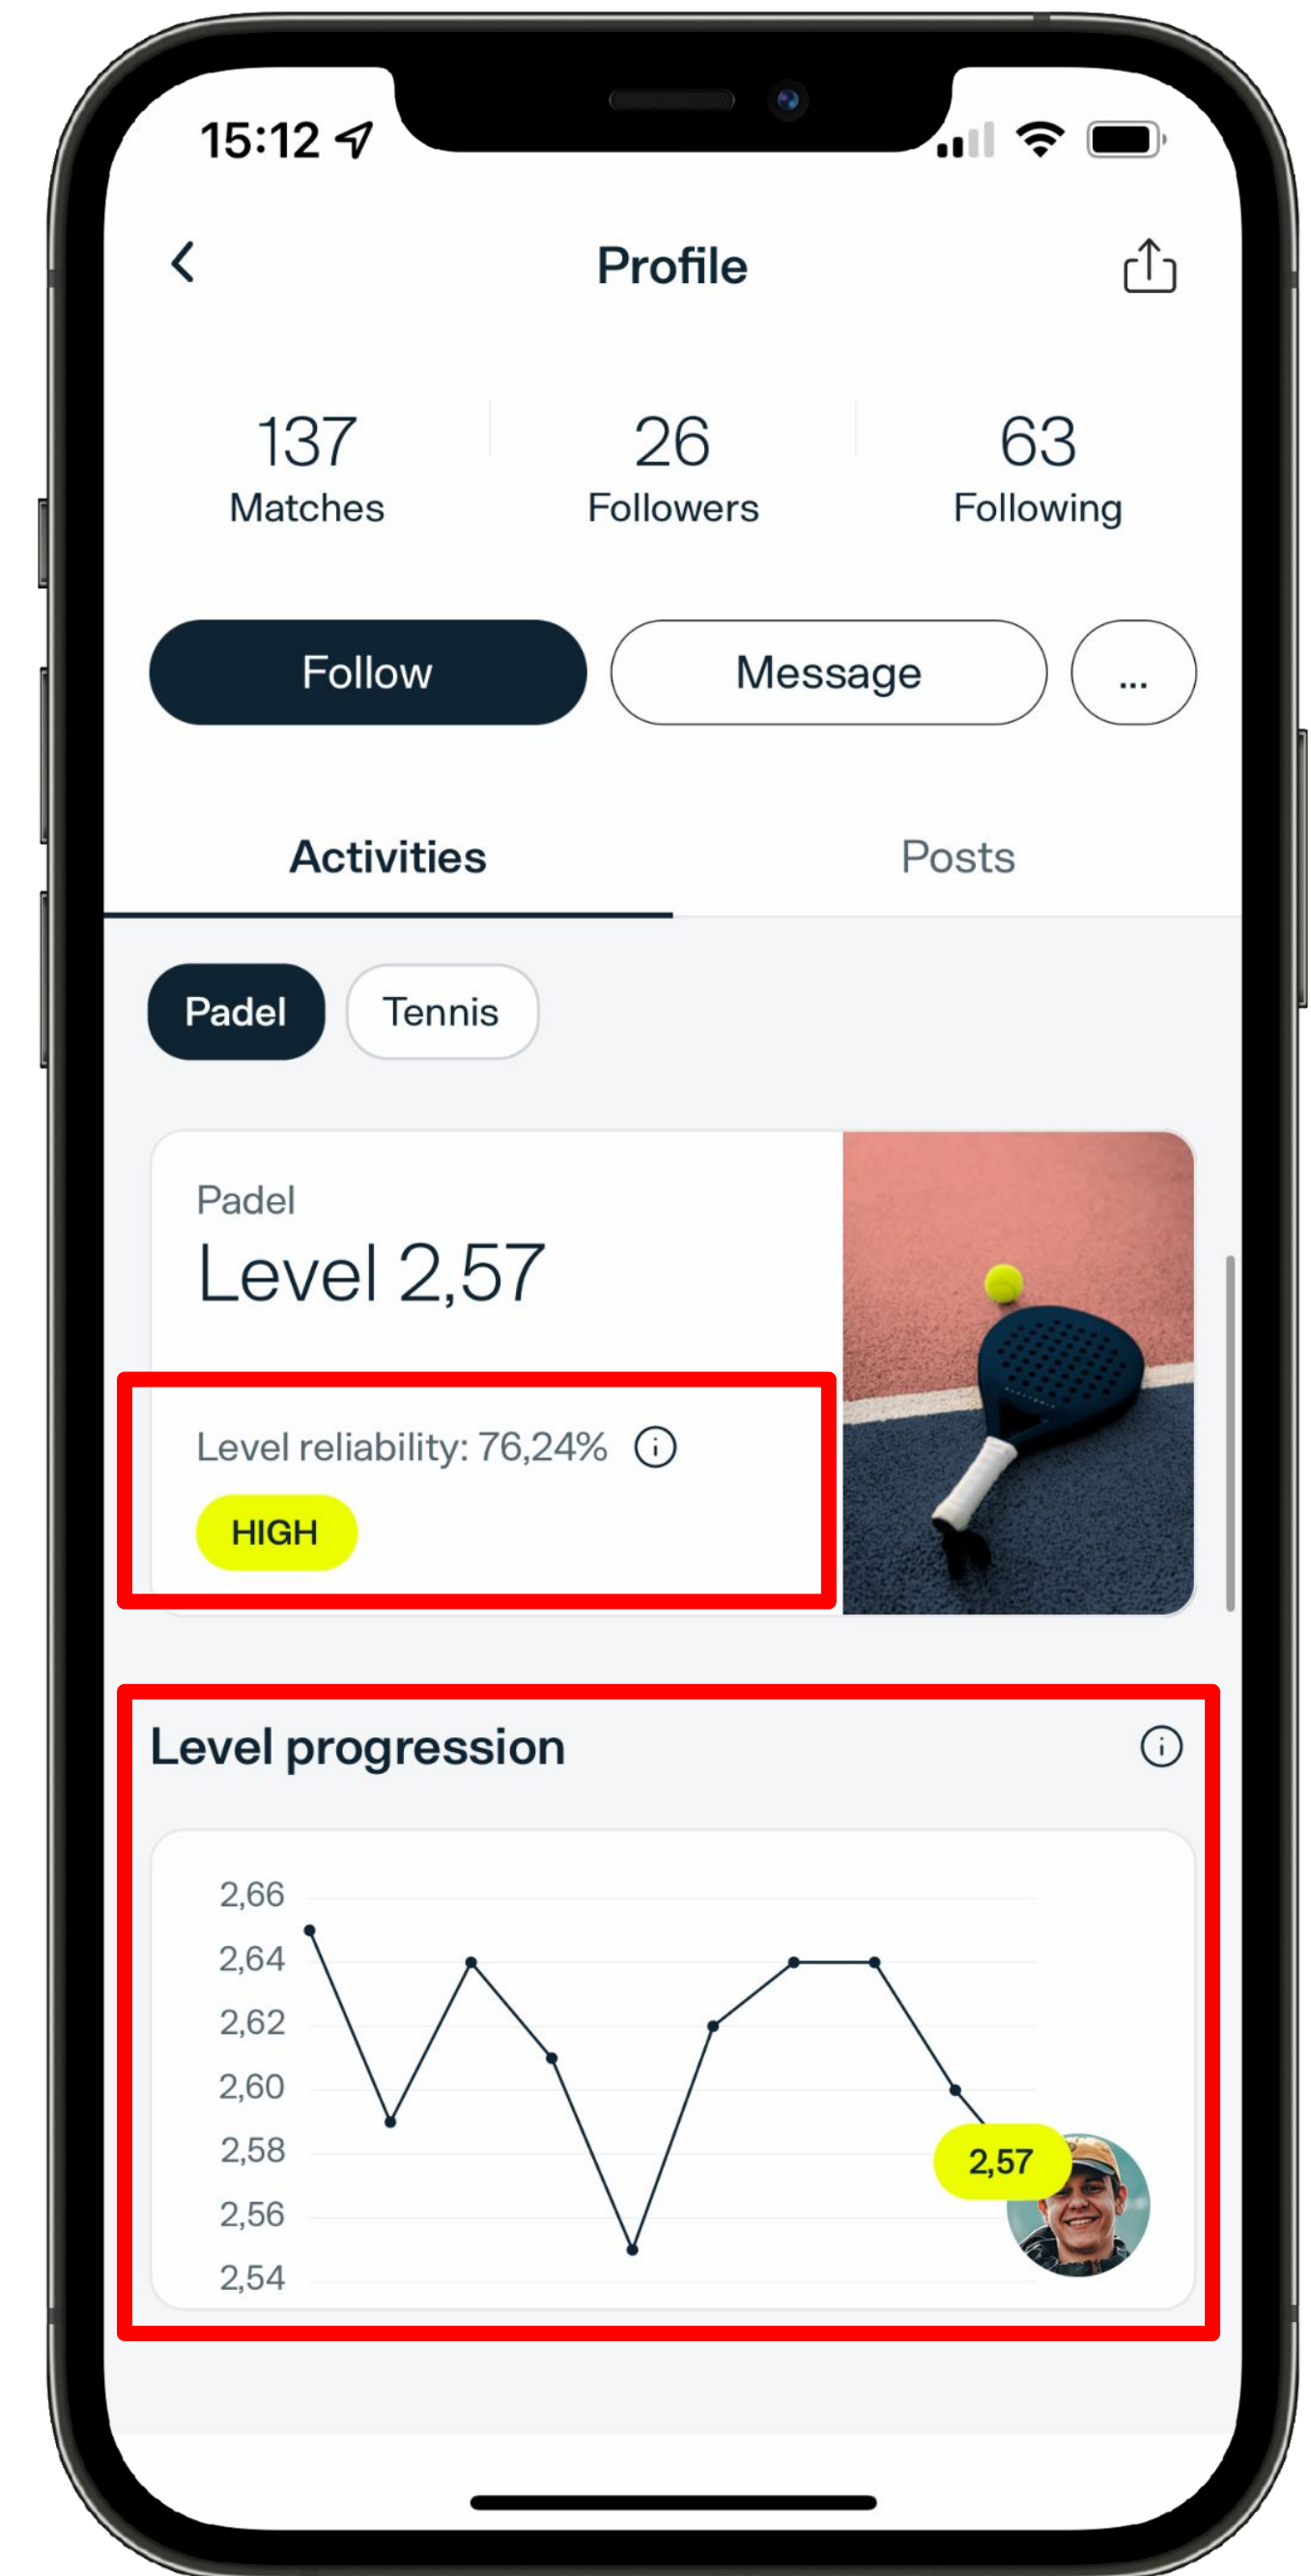 15:12
Profile
137 26 63
Matches Followers Following
Follow Message ...
Activities Posts
Padel Tennis
Padel
Level 2,57
Level reliability: 76,24%
HIGH
Level progression
2,66
2,64
2,62
2,60
2,58
2,57
2,56
2,54